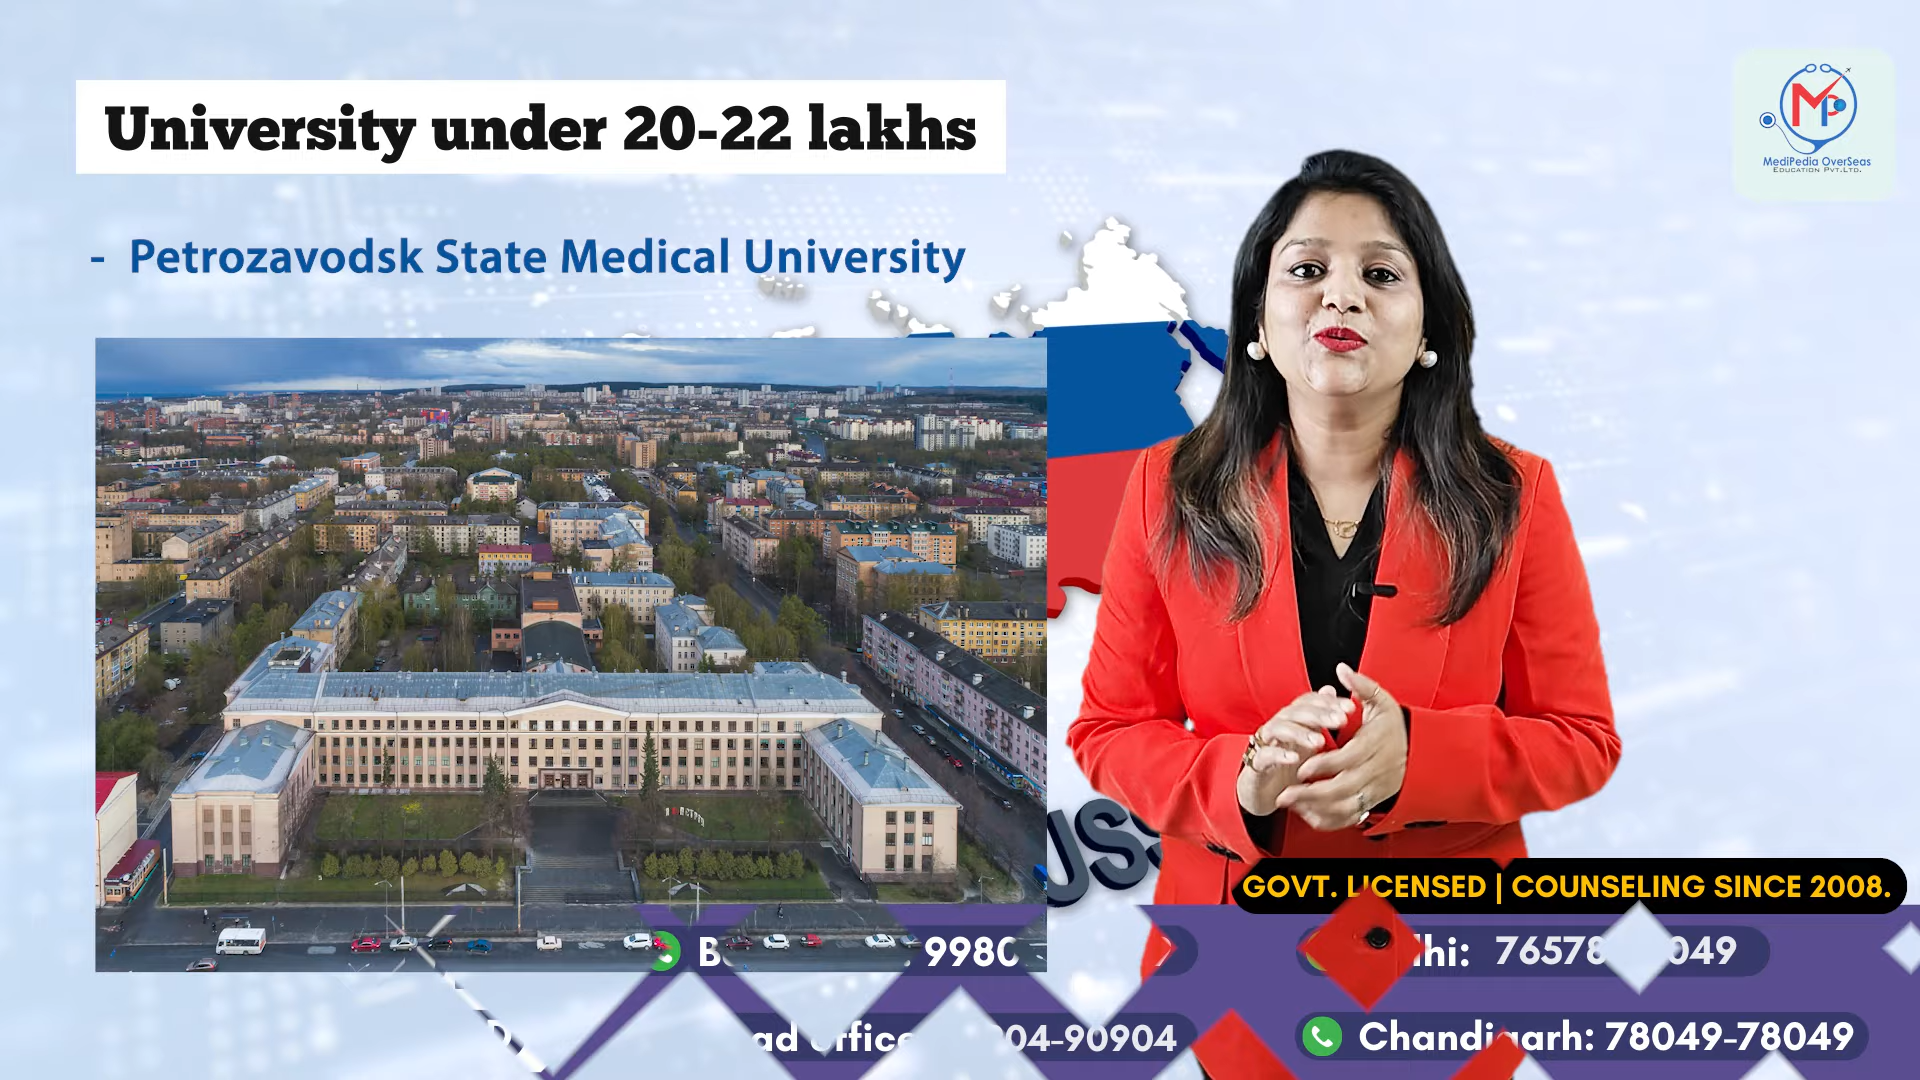 University under 20-22 lakhs
MediPedia OverSeas
EDUCATION PVT.LTD.
- Petrozavodsk State Medical University
GOVT. LICENSED | COUNSELING SINCE 2008.
Chandigarh: 78049-78049